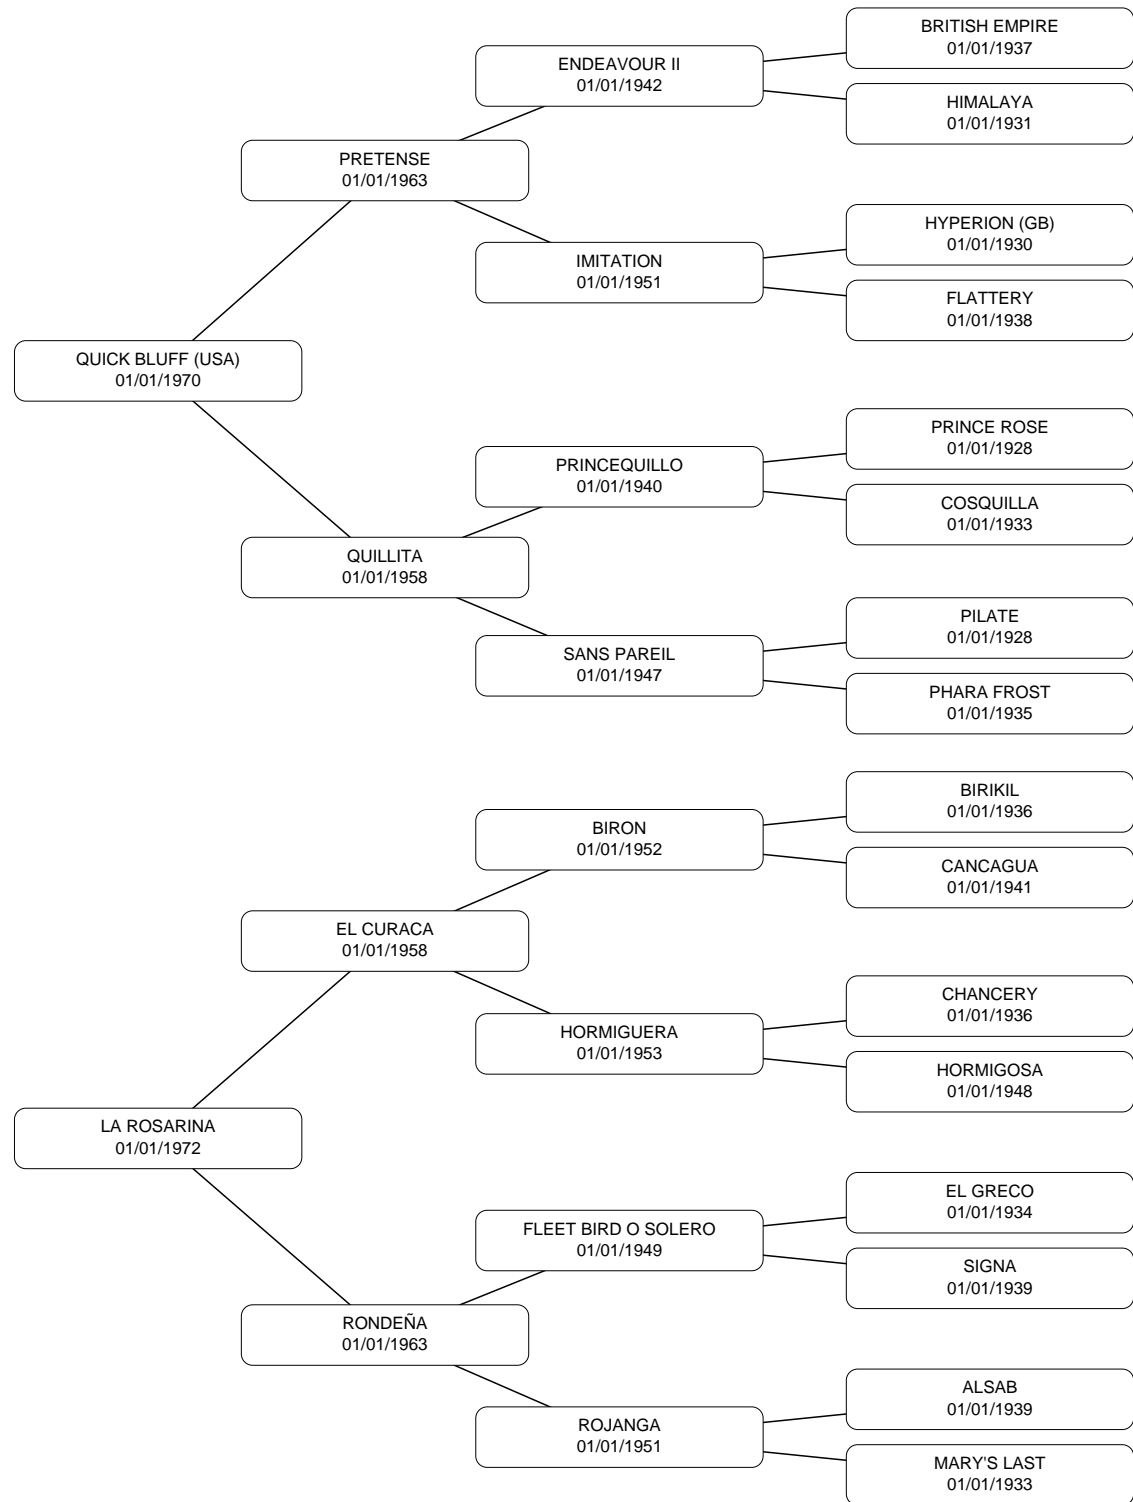 BRITISH EMPIRE
01/01/1937
ENDEAVOUR II
01/01/1942
HIMALAYA
01/01/1931
PRETENSE
01/01/1963
HYPERION (GB)
01/01/1930
IMITATION
01/01/1951
FLATTERY
01/01/1938
QUICK BLUFF (USA)
01/01/1970
PRINCE ROSE
01/01/1928
PRINCEQUILLO
01/01/1940
COSQUILLA
01/01/1933
QUILLITA
01/01/1958
PILATE
01/01/1928
SANS PAREIL
01/01/1947
PHARA FROST
01/01/1935
BIRIKIL
01/01/1936
BIRON
01/01/1952
CANCAGUA
01/01/1941
EL CURACA
01/01/1958
CHANCERY
01/01/1936
HORMIGUERA
01/01/1953
HORMIGOSA
01/01/1948
LA ROSARINA
01/01/1972
EL GRECO
01/01/1934
FLEET BIRD O SOLERO
01/01/1949
SIGNA
01/01/1939
RONDEÑA
01/01/1963
ALSAB
01/01/1939
ROJANGA
01/01/1951
MARY'S LAST
01/01/1933